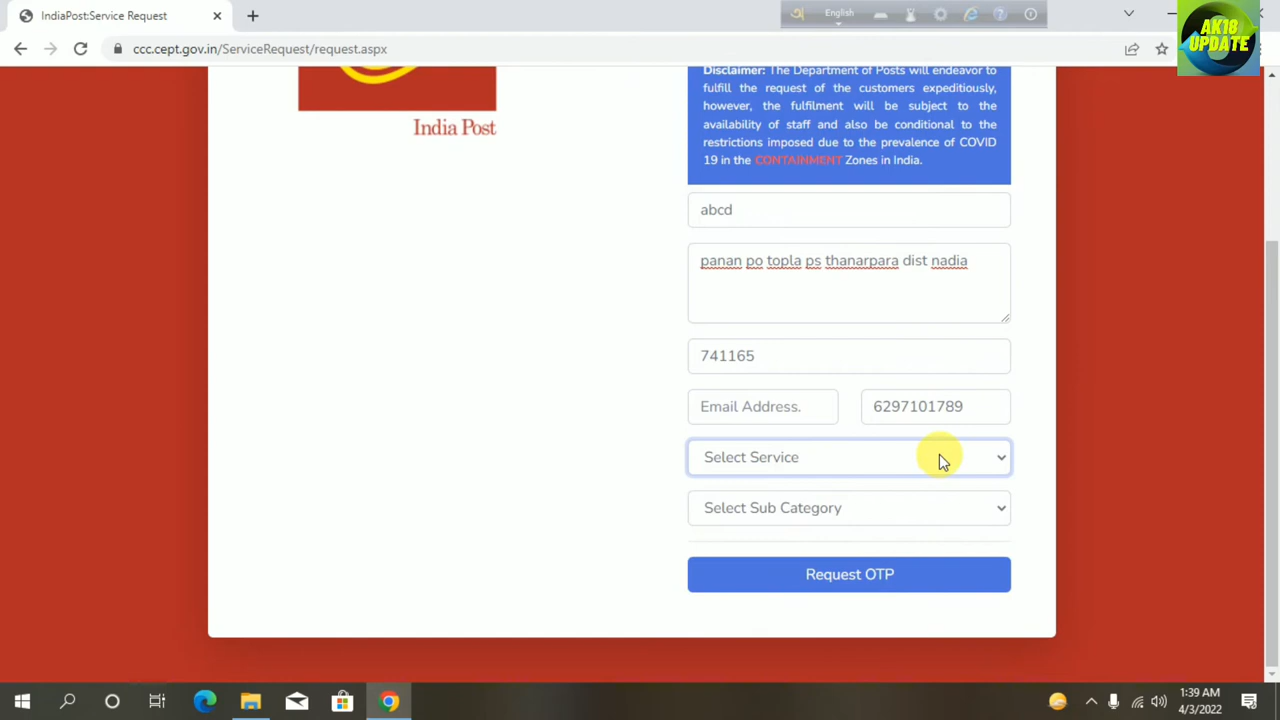 IndiaPost:Service Request
English
AK18
UPDATE
ccc.cept.gov.in/ServiceRequest/request.aspx
India Post
Disclaimer: The Department of Posts will endeavor to
fulfill the request of the customers expeditiously,
however, the fulfilment will be subject to the
availability of staff and also be conditional to the
restrictions imposed due to the prevalence of COVID
19 in the CONTAINMENT Zones in India.
abcd
panan po topla ps thanarpara dist nadia
741165
Email Address.
6297101789
Select Service
Select Sub Category
Request OTP
1:39 AM
4/3/2022